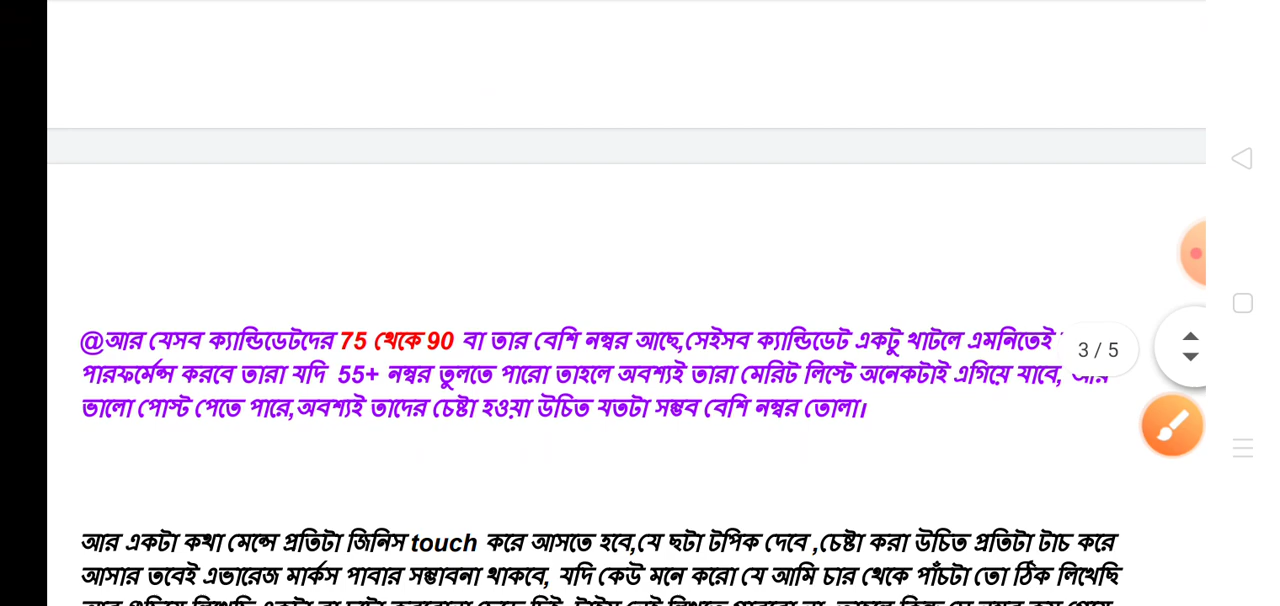 @আর যেসব ক্যান্ডিডেটদের 75 থেকে 90 বা তার বেশি নম্বর আছে,সেইসব ক্যান্ডিডেট একটু খাটলে এমনিতেই
3 / 5
পারফর্মেন্স করবে তারা যদি 55+ নম্বর তুলতে পারো তাহলে অবশ্যই তারা মেরিট লিস্টে অনেকটাই এগিয়ে যাবে, আর
ভালো পোস্ট পেতে পারে,অবশ্যই তাদের চেষ্টা হওয়া উচিত যতটা সম্ভব বেশি নম্বর তোলা।
আর একটা কথা মেন্সে প্রতিটা জিনিস touch করে আসতে হবে,যে ছটা টপিক দেবে ,চেষ্টা করা উচিত প্রতিটা টাচ করে
আসার তবেই এভারেজ মার্কস পাবার সম্ভাবনা থাকবে, যদি কেউ মনে করো যে আমি চার থেকে পাঁচটা তো ঠিক লিখেছি